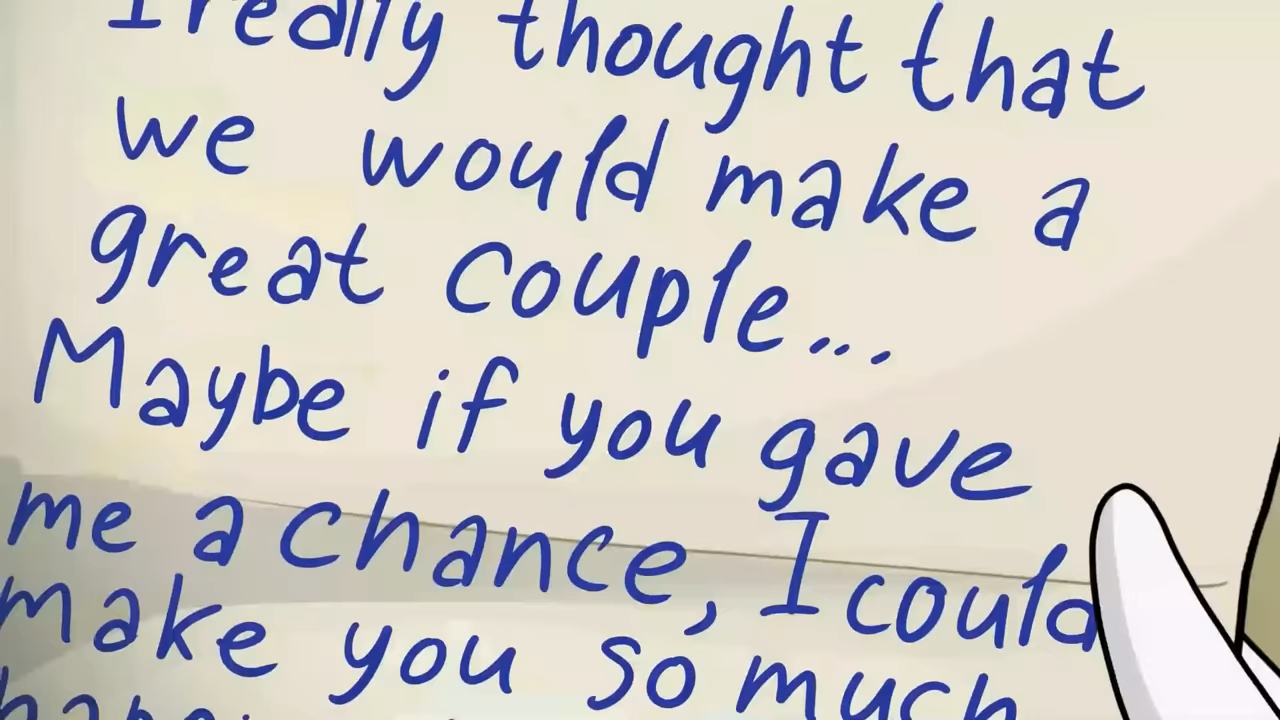 I really thought that
we would make a
great couple...
Maybe if you gave
me a chance, I could
make you so much